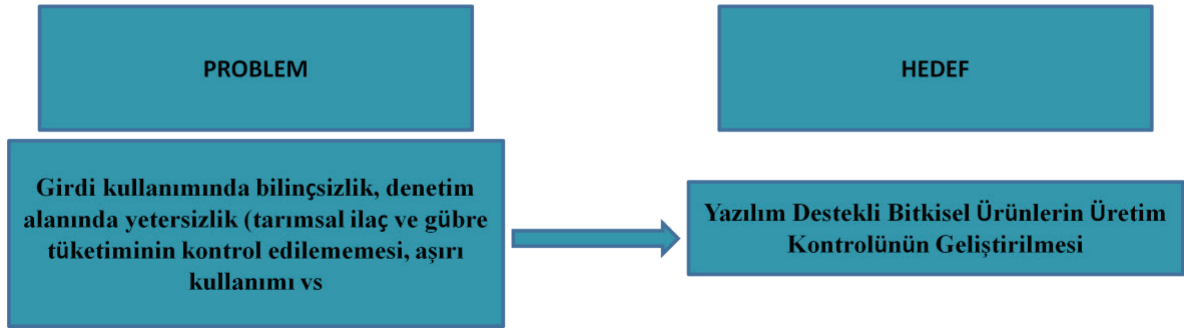 PROBLEM
HEDEF
Girdi kullanımında bilinçsizlik, denetim
alanında yetersizlik (tarımsal ilaç ve gübre
tüketiminin kontrol edilememesi, aşırı
kullanımı vs
Yazılım Destekli Bitkisel Ürünlerin Üretim
Kontrolünün Geliştirilmesi